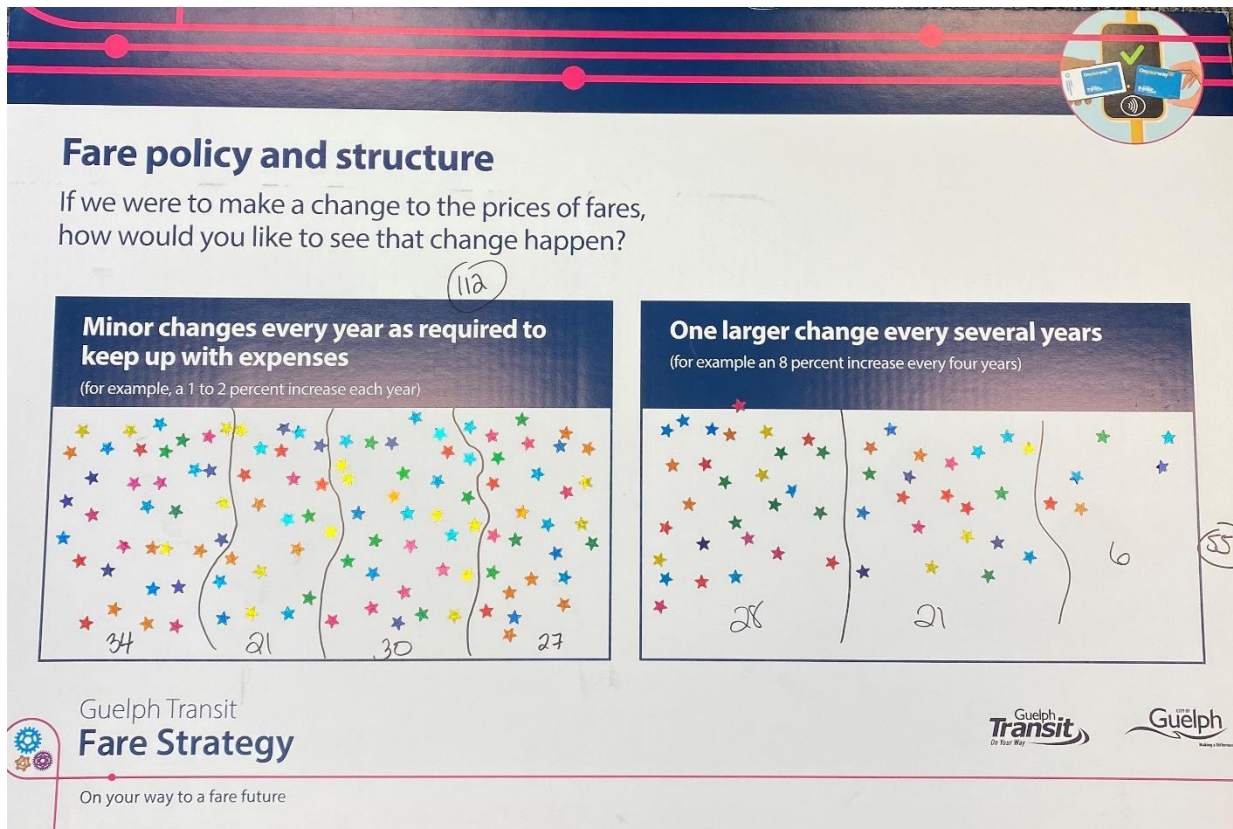 Fare policy and structure
If we were to make a change to the prices of fares,
how would you like to see that change happen?
112
Minor changes every year as required to
keep up with expenses
(for example, a 1 to 2 percent increase each year)
34 21 30 27
One larger change every several years
(for example an 8 percent increase every four years)
28 21 6
55
Guelph Transit
Fare Strategy
On your way to a fare future
Guelph
Transit
On Your Way
CITY OF
Guelph